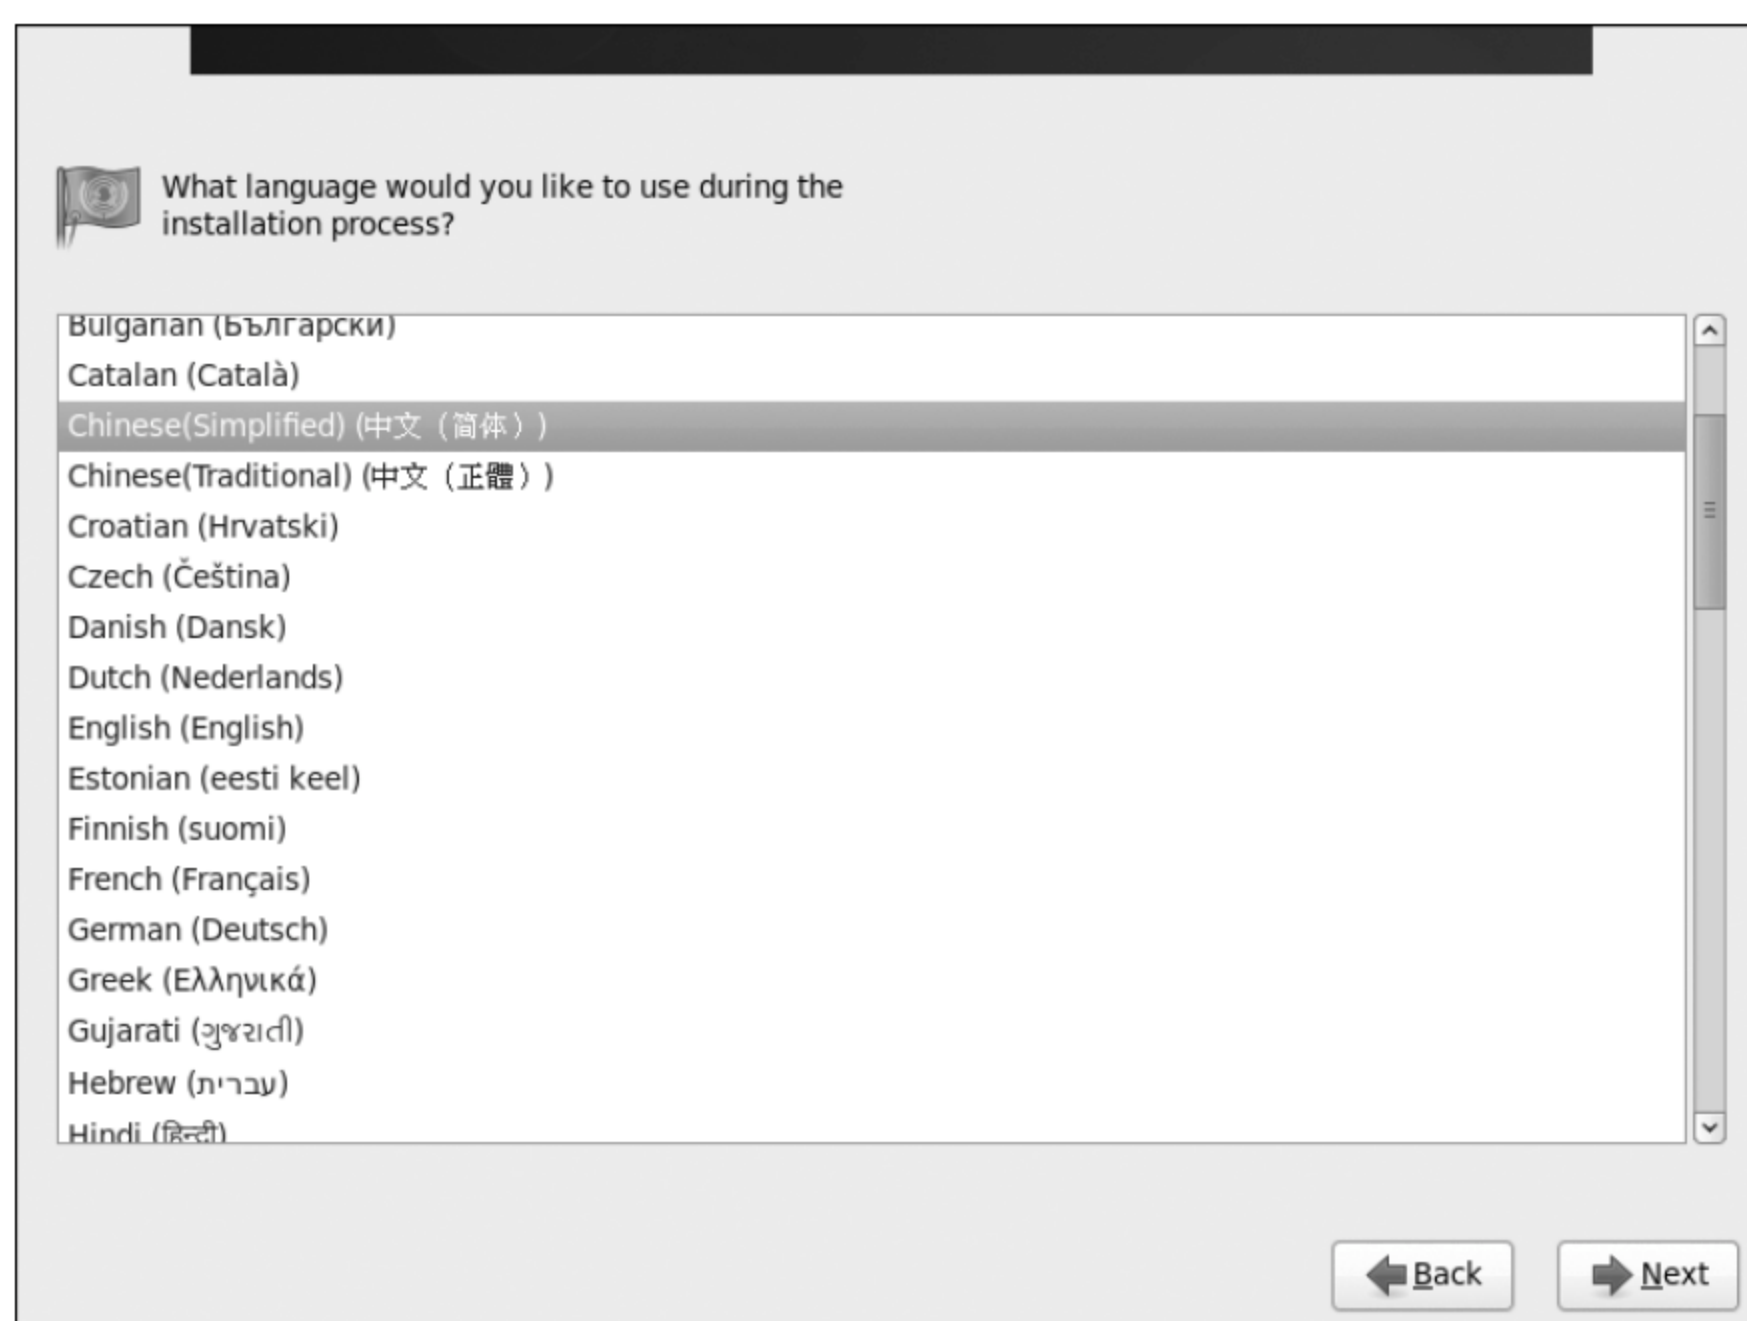 What language would you like to use during the
installation process?
Bulgarian (Български)
Catalan (Català)
Chinese(Simplified) (中文（简体）)
Chinese(Traditional) (中文（正體）)
Croatian (Hrvatski)
Czech (Čeština)
Danish (Dansk)
Dutch (Nederlands)
English (English)
Estonian (eesti keel)
Finnish (suomi)
French (Français)
German (Deutsch)
Greek (Ελληνικά)
Gujarati (ગુજરાતી)
Hebrew (עברית)
Hindi (हिन्दी)
Back
Next